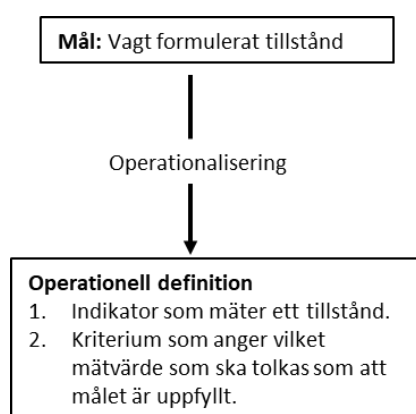 Mål: Vagt formulerat tillstånd
Operationalisering
Operationell definition
1. Indikator som mäter ett tillstånd.
2. Kriterium som anger vilket
mätvärde som ska tolkas som att
målet är uppfyllt.